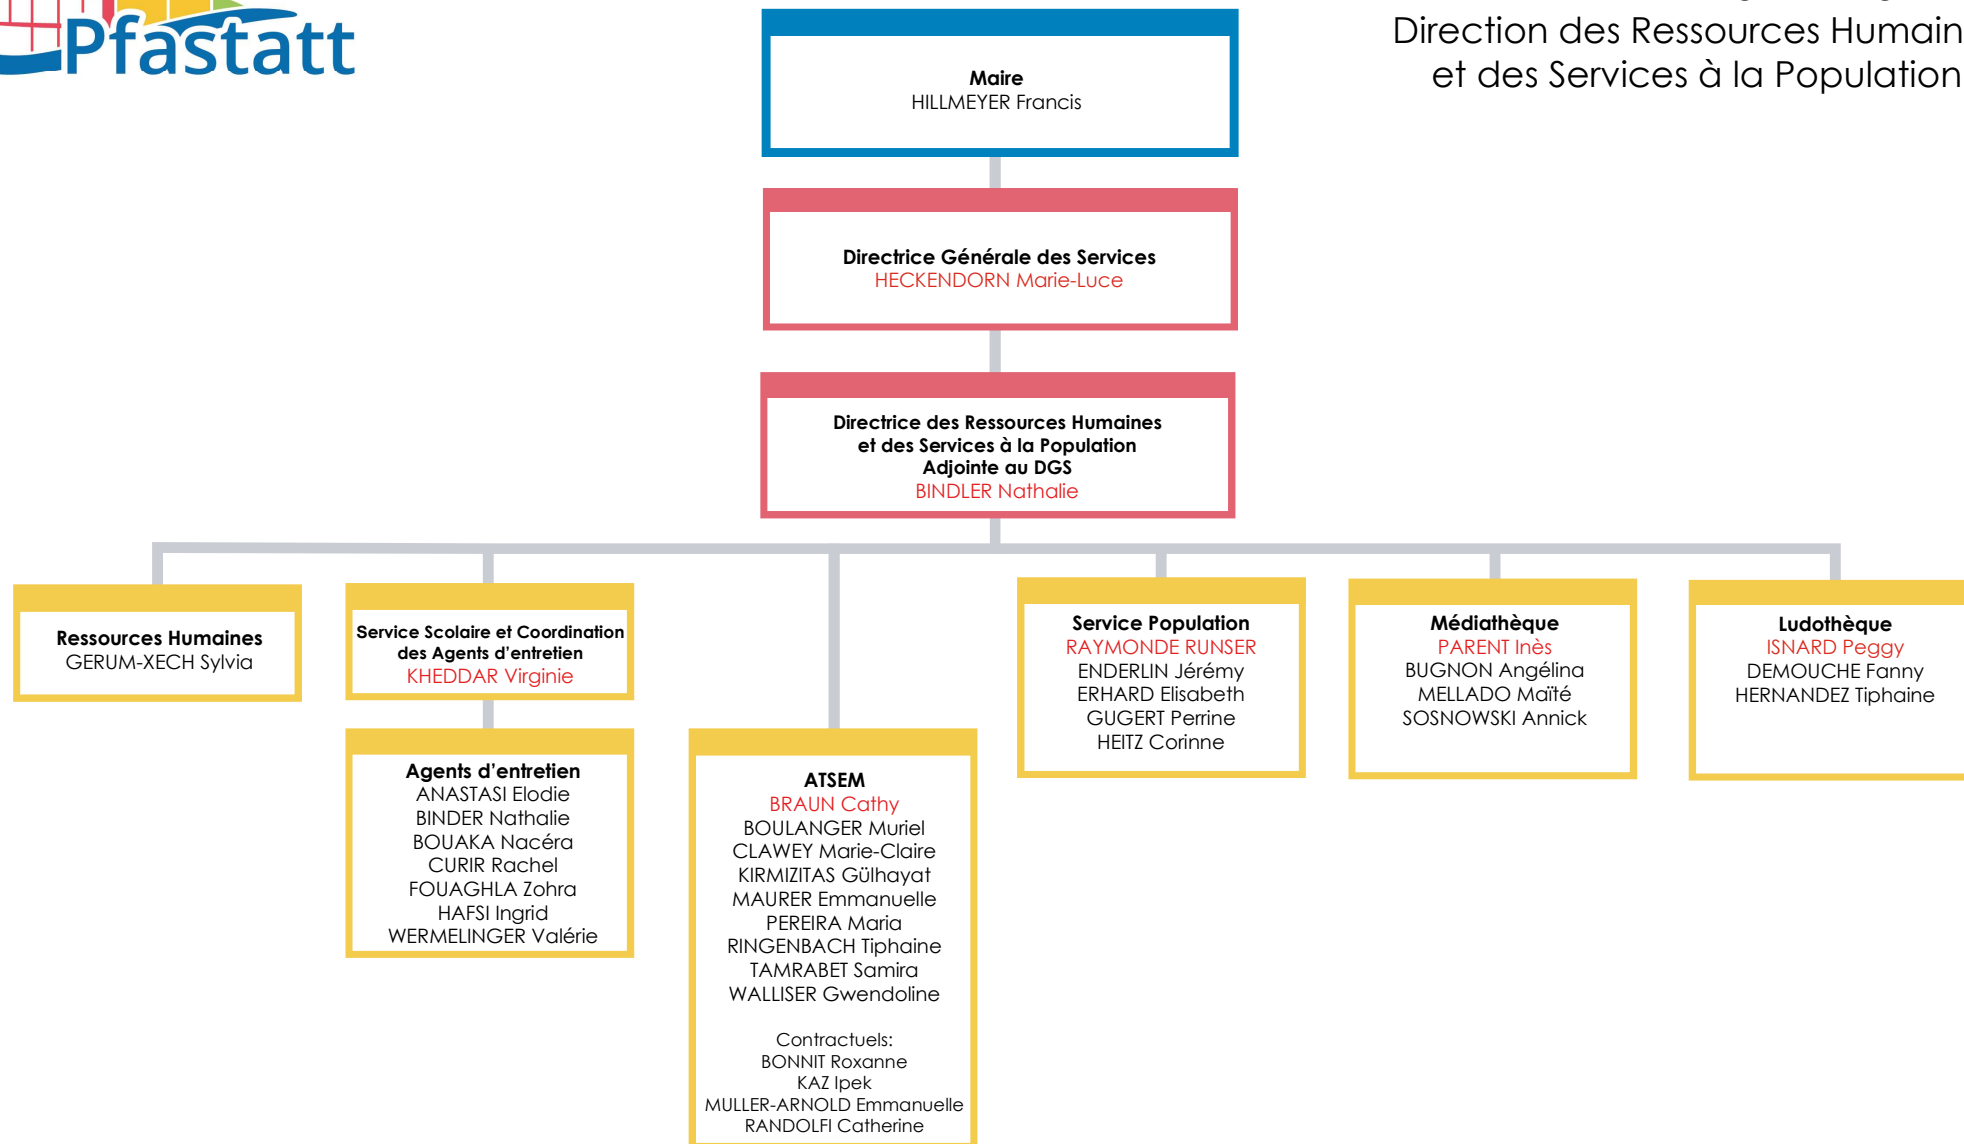 Pfastatt
Direction des Ressources Humain
et des Services à la Population
Maire
HILLMEYER Francis
Directrice Générale des Services
HECKENDORN Marie-Luce
Directrice des Ressources Humaines
et des Services à la Population
Adjointe au DGS
BINDLER Nathalie
Ressources Humaines
GERUM-XECH Sylvia
Service Scolaire et Coordination
des Agents d’entretien
KHEDDAR Virginie
Agents d’entretien
ANASTASI Elodie
BINDER Nathalie
BOUAKA Nacéra
CURIR Rachel
FOUAGHLA Zohra
HAFSI Ingrid
WERMELINGER Valérie
ATSEM
BRAUN Cathy
BOULANGER Muriel
CLAWEY Marie-Claire
KIRMIZITAS Gülhayat
MAURER Emmanuelle
PEREIRA Maria
RINGENBACH Tiphaine
TAMRABET Samira
WALLISER Gwendoline
Contractuels:
BONNIT Roxanne
KAZ Ipek
MULLER-ARNOLD Emmanuelle
RANDOLFI Catherine
Service Population
RAYMONDE RUNSER
ENDERLIN Jérémy
ERHARD Elisabeth
GUGERT Perrine
HEITZ Corinne
Médiathèque
PARENT Inès
BUGNON Angélina
MELLADO Maïté
SOSNOWSKI Annick
Ludothèque
ISNARD Peggy
DEMOUCHE Fanny
HERNANDEZ Tiphaine